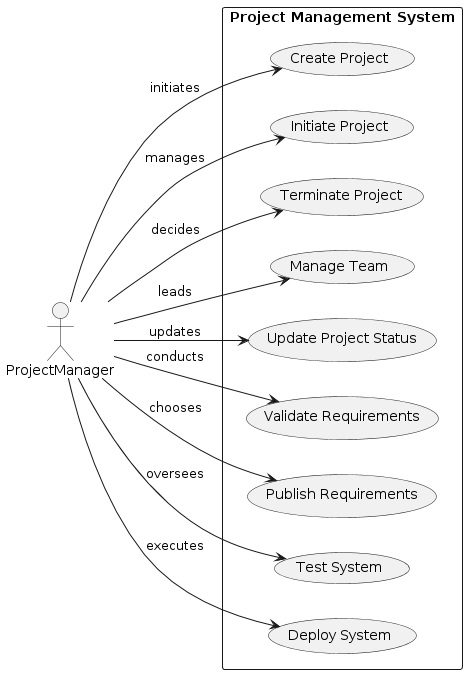 Project Management System
initiates
Create Project
manages
Initiate Project
decides
Terminate Project
leads
Manage Team
updates
Update Project Status
ProjectManager
conducts
Validate Requirements
chooses
Publish Requirements
oversees
Test System
executes
Deploy System